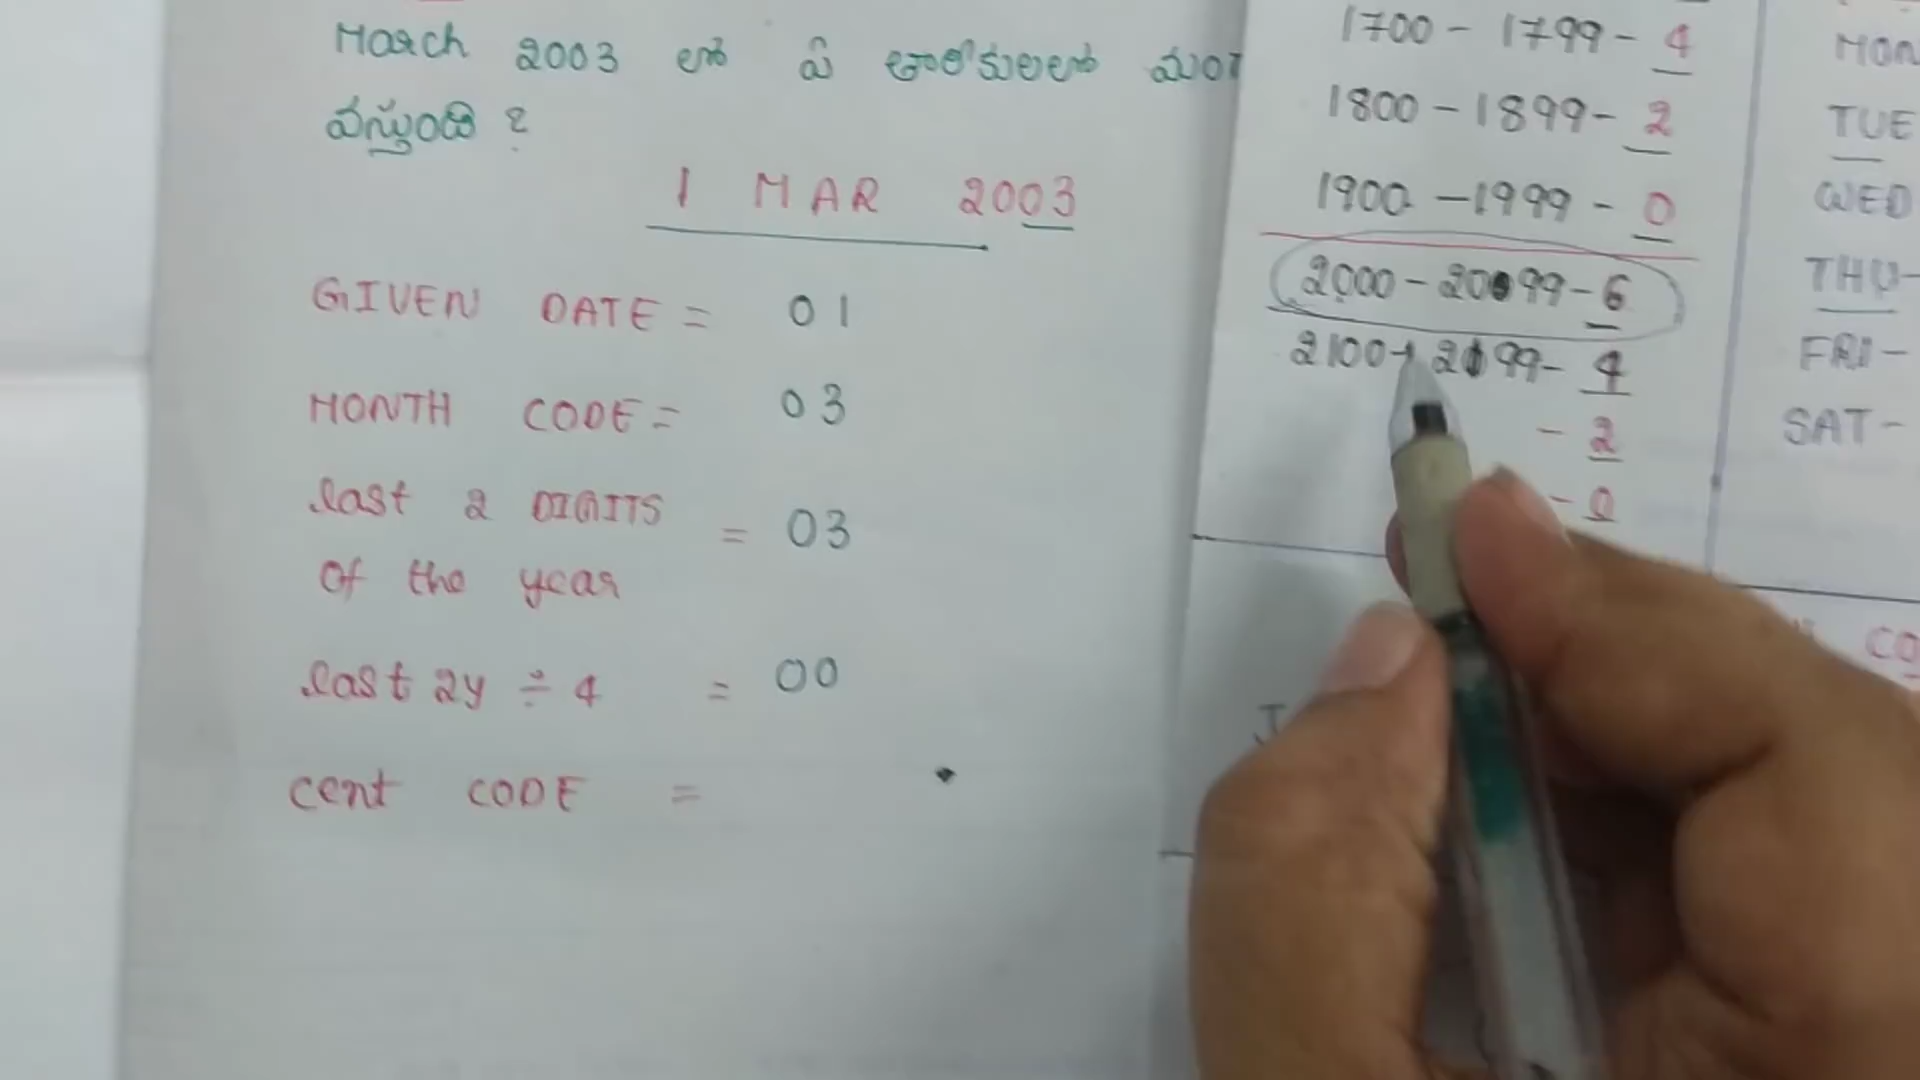 March 2003 లో ఏ తారీకులలో మంగ
వస్తుంది ?
1 MAR 2003
GIVEN DATE = 01
MONTH CODE = 03
last 2 DIGITS
of the year = 03
last 2y ÷ 4 = 00
cent CODE =
1700 - 1799 - 4
1800 - 1899 - 2
1900 - 1999 - 0
2000 - 2099 - 6
2100 - 2199 - 4
- 2
- 0
MON
TUE
WED
THU-
FRI-
SAT-
CO
J